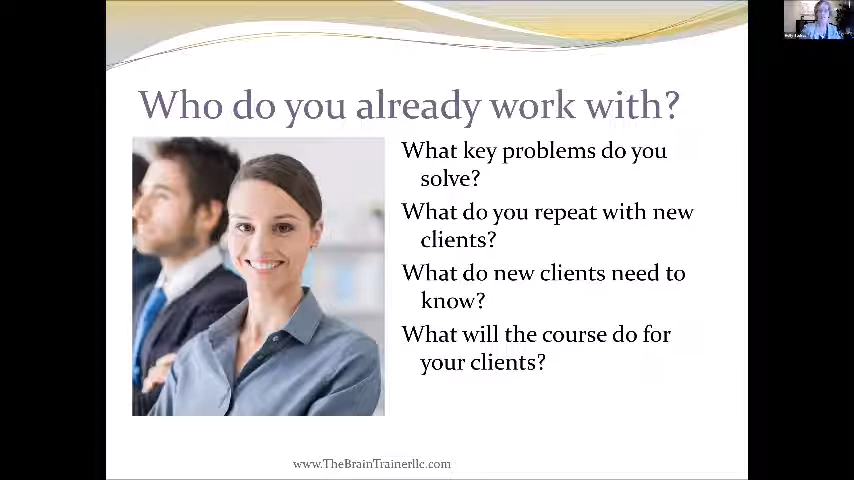 Who do you already work with?
What key problems do you
solve?
What do you repeat with new
clients?
What do new clients need to
know?
What will the course do for
your clients?
www.TheBrainTrainerllc.com